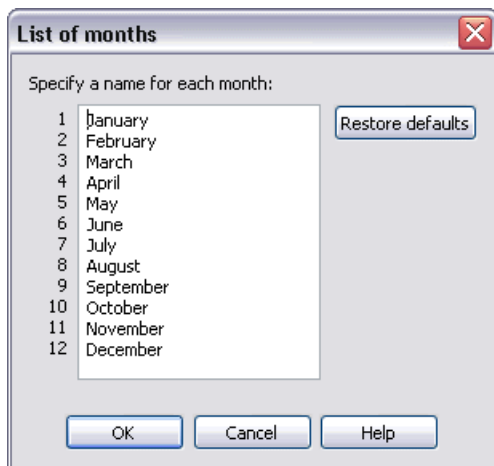 List of months
Specify a name for each month:
1 January
2 February
3 March
4 April
5 May
6 June
7 July
8 August
9 September
10 October
11 November
12 December
Restore defaults
OK Cancel Help